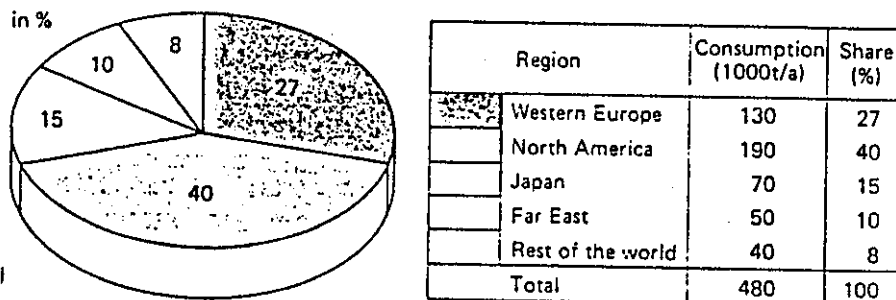 in %
8
10
27
15
40
Region Consumption (1000t/a) Share (%)
Western Europe 130 27
North America 190 40
Japan 70 15
Far East 50 10
Rest of the world 40 8
Total 480 100